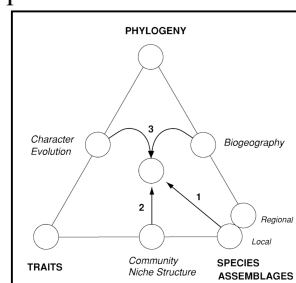 PHYLOGENY
3
Character
Evolution
Biogeography
1
2
Regional
Local
TRAITS
Community
Niche Structure
SPECIES
ASSEMBLAGES